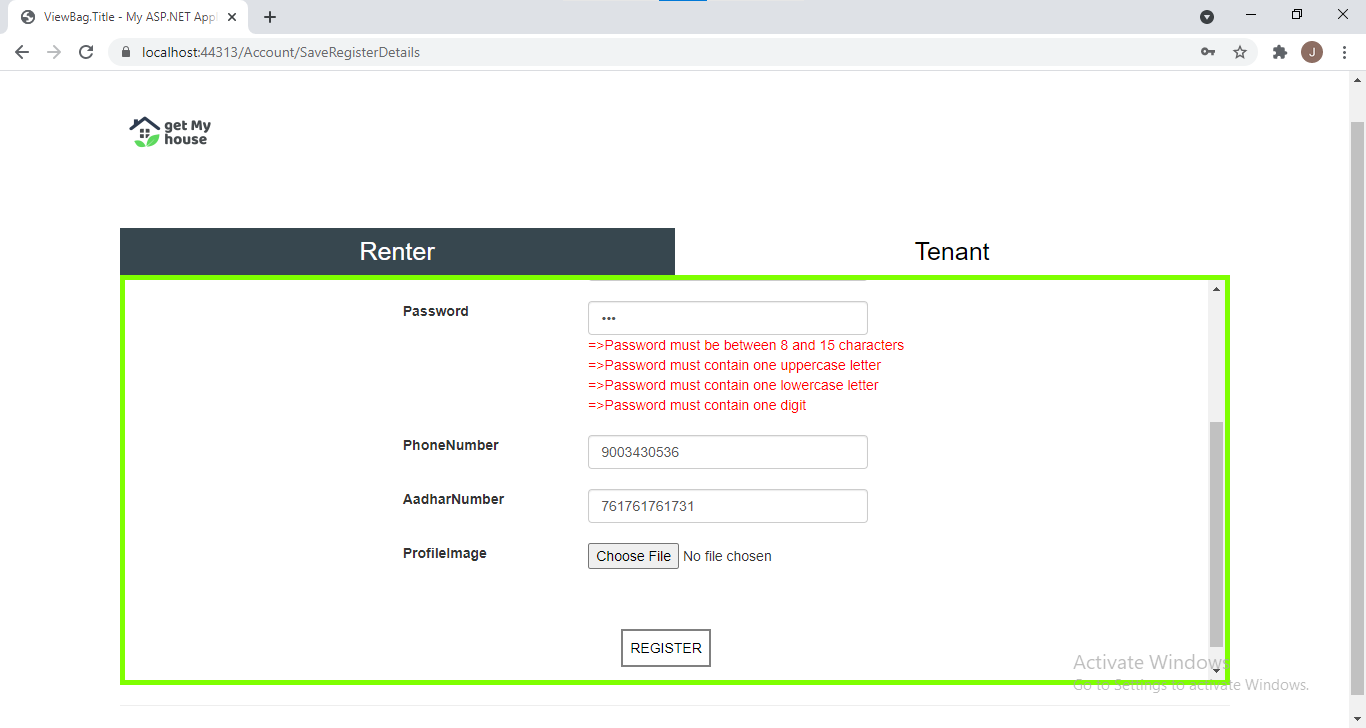 ViewBag.Title - My ASP.NET Appl
localhost:44313/Account/SaveRegisterDetails
J
get My
house
Renter
Tenant
Password
•••
=>Password must be between 8 and 15 characters
=>Password must contain one uppercase letter
=>Password must contain one lowercase letter
=>Password must contain one digit
PhoneNumber
9003430536
AadharNumber
761761761731
ProfileImage
Choose File No file chosen
REGISTER
Activate Windows
Go to Settings to activate Windows.